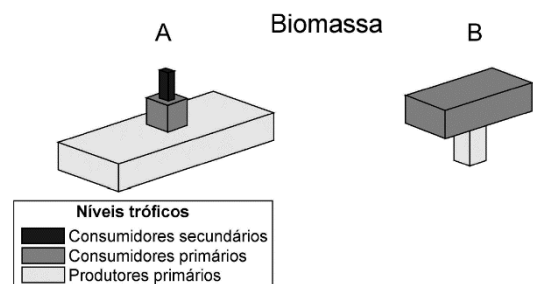 Biomassa
A
B
Níveis tróficos
Consumidores secundários
Consumidores primários
Produtores primários